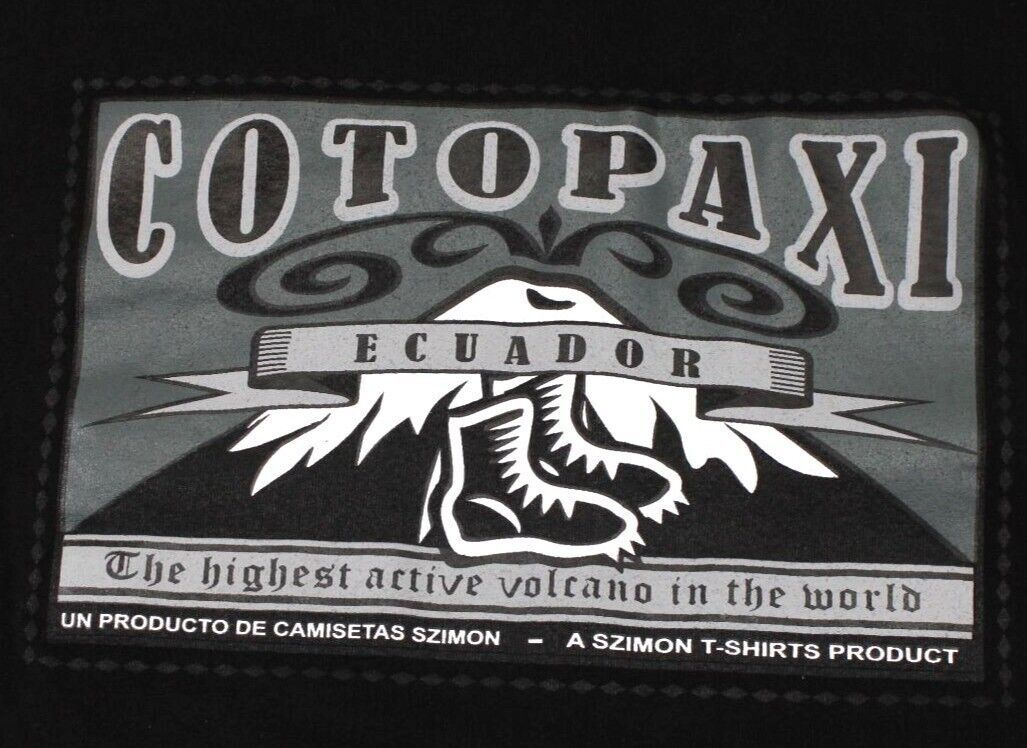 COTOPAXI
ECUADOR
The highest active volcano in the world
UN PRODUCTO DE CAMISETAS SZIMON – A SZIMON T-SHIRTS PRODUCT